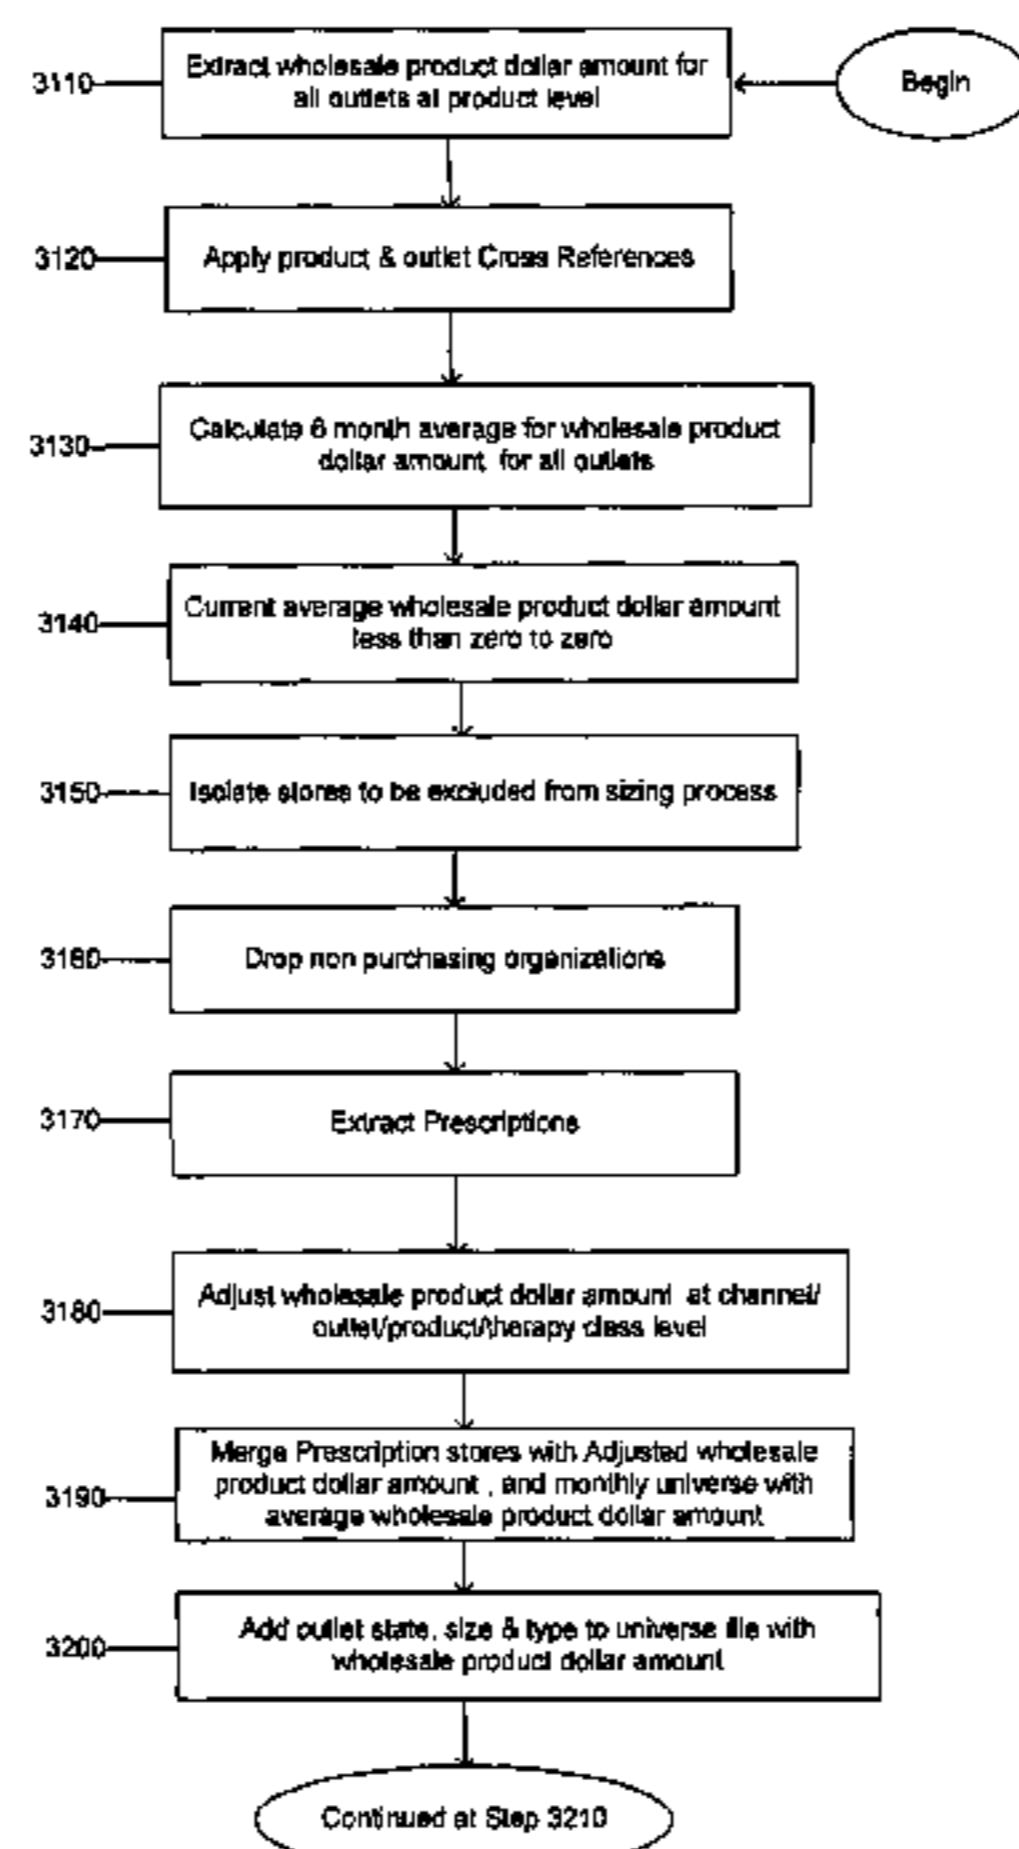 Begin
3110
Extract wholesale product dollar amount for
all outlets at product level
3120
Apply product & outlet Cross References
3130
Calculate 6 month average for wholesale product
dollar amount, for all outlets
3140
Current average wholesale product dollar amount
less than zero to zero
3150
Isolate stores to be excluded from sizing process
3160
Drop non purchasing organizations
3170
Extract Prescriptions
3180
Adjust wholesale product dollar amount at channel/
outlet/product/therapy class level
3190
Merge Prescription stores with Adjusted wholesale
product dollar amount , and monthly universe with
average wholesale product dollar amount
3200
Add outlet state, size & type to universe file with
wholesale product dollar amount
Continued at Step 3210